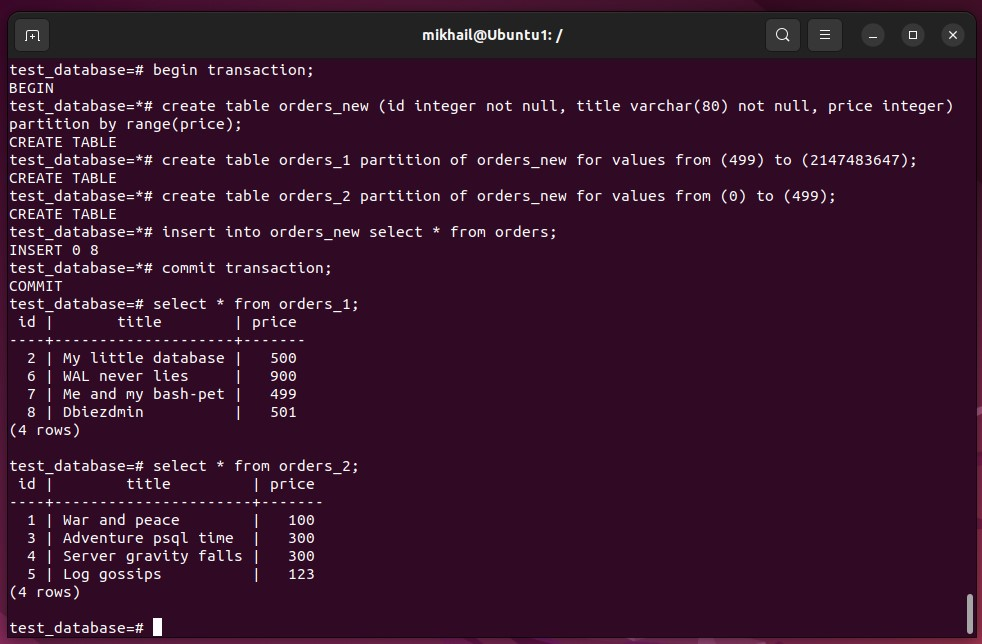 mikhail@Ubuntu1: /
test_database=# begin transaction;
BEGIN
test_database=*# create table orders_new (id integer not null, title varchar(80) not null, price integer)
partition by range(price);
CREATE TABLE
test_database=*# create table orders_1 partition of orders_new for values from (499) to (2147483647);
CREATE TABLE
test_database=*# create table orders_2 partition of orders_new for values from (0) to (499);
CREATE TABLE
test_database=*# insert into orders_new select * from orders;
INSERT 0 8
test_database=*# commit transaction;
COMMIT
test_database=# select * from orders_1;
 id |       title        | price
----+--------------------+-------
  2 | My little database |   500
  6 | WAL never lies     |   900
  7 | Me and my bash-pet |   499
  8 | Dbiezdmin          |   501
(4 rows)
test_database=# select * from orders_2;
 id |        title         | price
----+----------------------+-------
  1 | War and peace        |   100
  3 | Adventure psql time  |   300
  4 | Server gravity falls |   300
  5 | Log gossips          |   123
(4 rows)
test_database=#